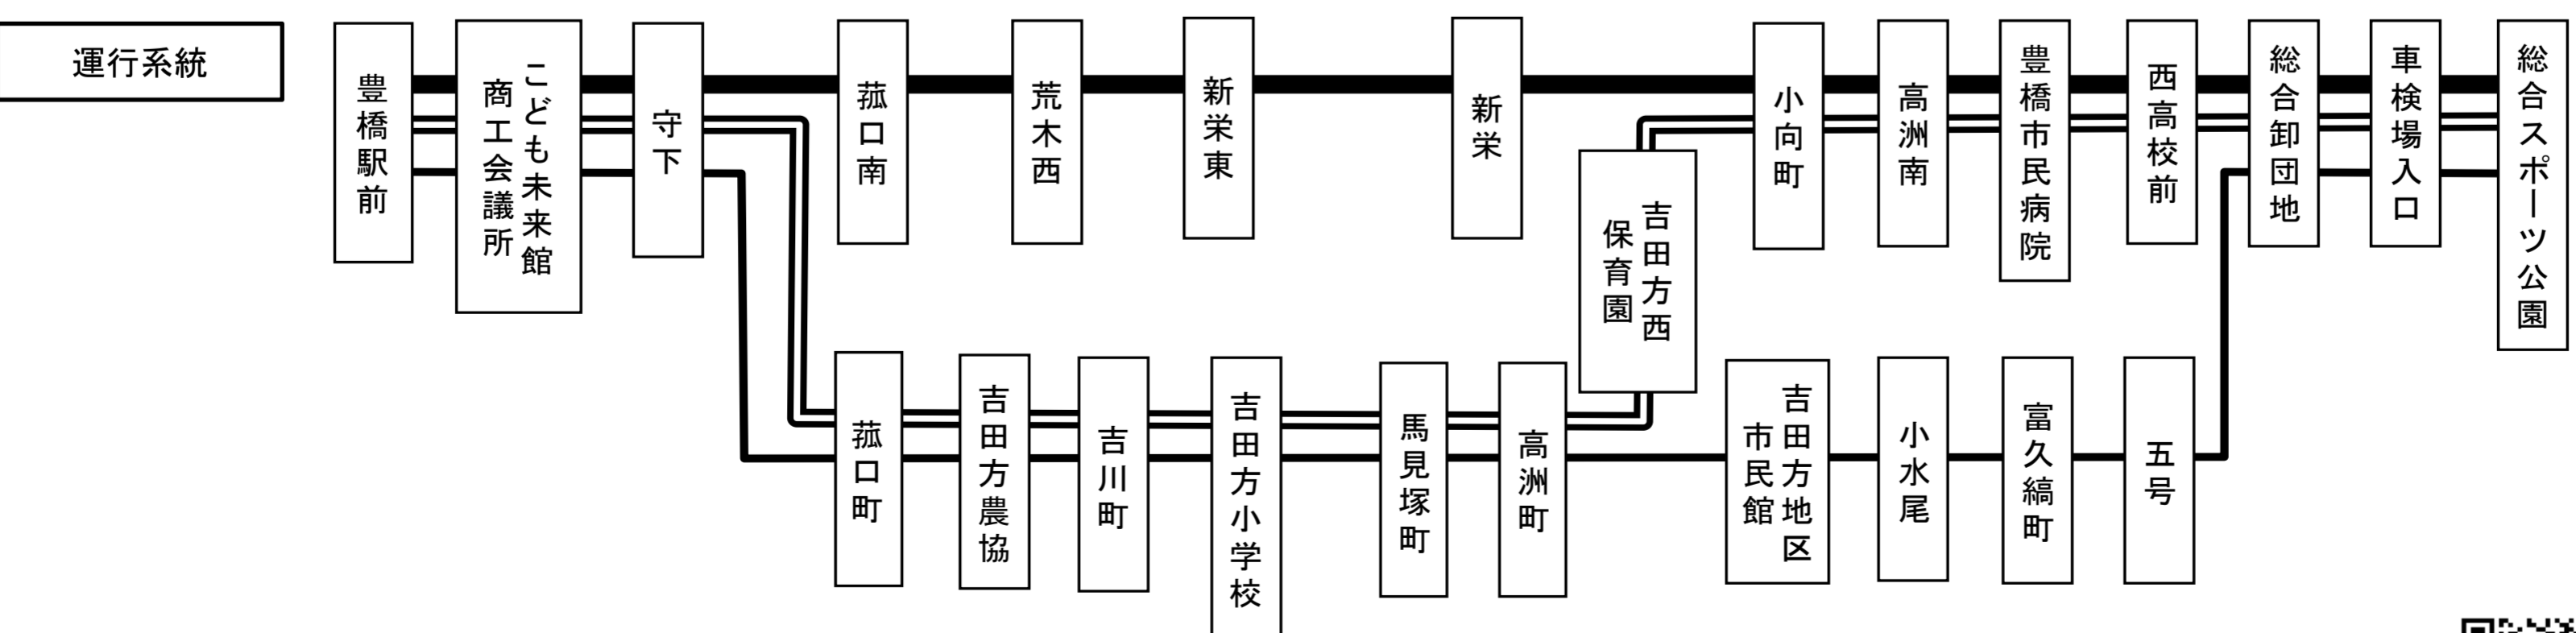 運行系統
豊橋駅前
こども未来館
商工会議所
守下
菰口南
荒木西
新栄東
新栄
吉田方西
保育園
小向町
高洲南
豊橋市民病院
西高校前
総合卸団地
車検場入口
総合スポーツ公園
菰口町
吉田方農協
吉川町
吉田方小学校
馬見塚町
高洲町
吉田方地区
市民館
小水尾
富久縞町
五号